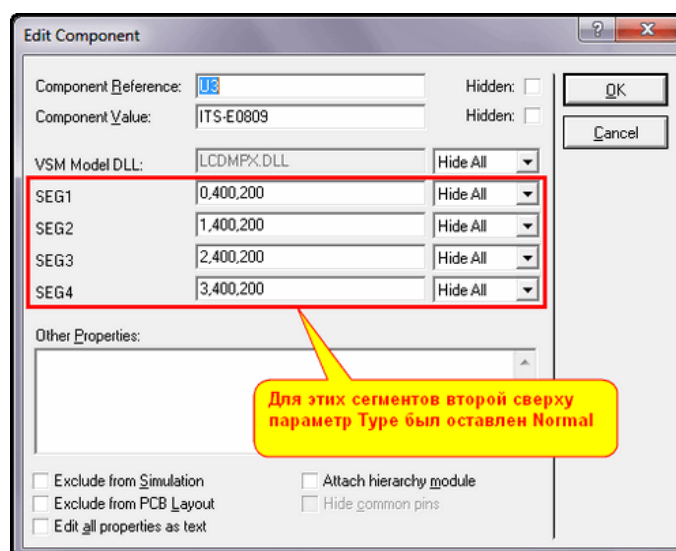 Edit Component
Component Reference: U3 Hidden:
Component Value: ITS-E0809 Hidden:
VSM Model DLL: LCDMPX.DLL Hide All
SEG1 0,400,200 Hide All
SEG2 1,400,200 Hide All
SEG3 2,400,200 Hide All
SEG4 3,400,200 Hide All
Other Properties:
Для этих сегментов второй сверху
параметр Type был оставлен Normal
Exclude from Simulation Attach hierarchy module
Exclude from PCB Layout Hide common pins
Edit all properties as text
? X
OK
Cancel